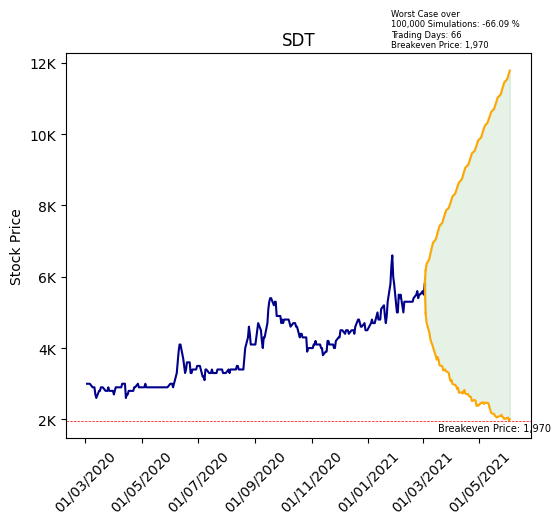 Worst Case over
100,000 Simulations: -66.09 %
Trading Days: 66
Breakeven Price: 1,970
SDT
12K
10K
8K
6K
4K
2K
Stock Price
Breakeven Price: 1,970
01/03/2020
01/05/2020
01/07/2020
01/09/2020
01/11/2020
01/01/2021
01/03/2021
01/05/2021